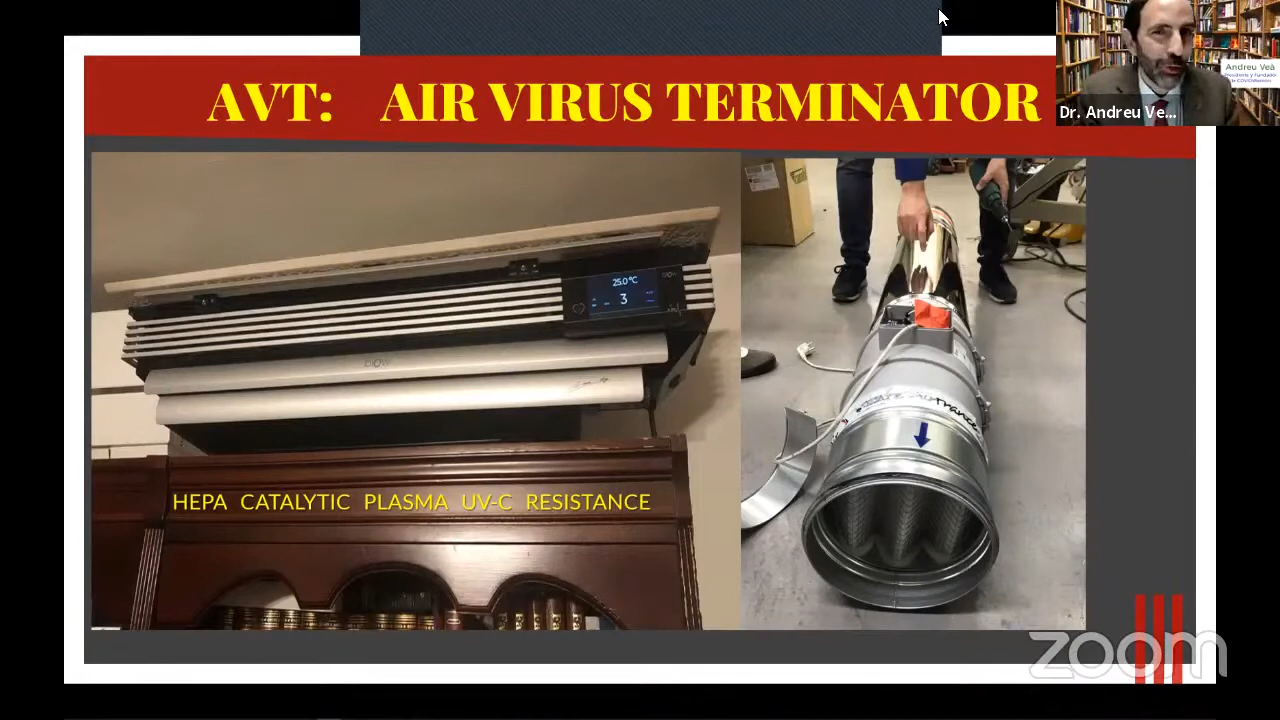 AVT: AIR VIRUS TERMINATOR
Andreu Veà
Dr. Andreu Ve...
25.0°C
3
HEPA CATALYTIC PLASMA UV-C RESISTANCE
zoom